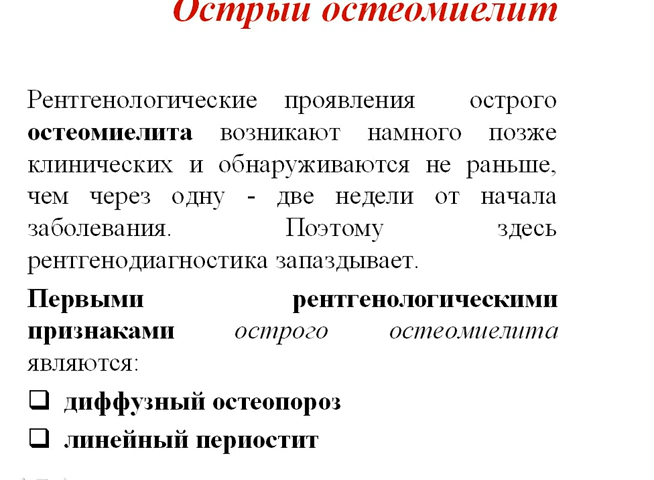 Острый остеомиелит
Рентгенологические проявления острого
остеомиелита возникают намного позже
клинических и обнаруживаются не раньше,
чем через одну - две недели от начала
заболевания. Поэтому здесь
рентгенодиагностика запаздывает.
Первыми рентгенологическими
признаками острого остеомиелита
являются:
❑ диффузный остеопороз
❑ линейный периостит